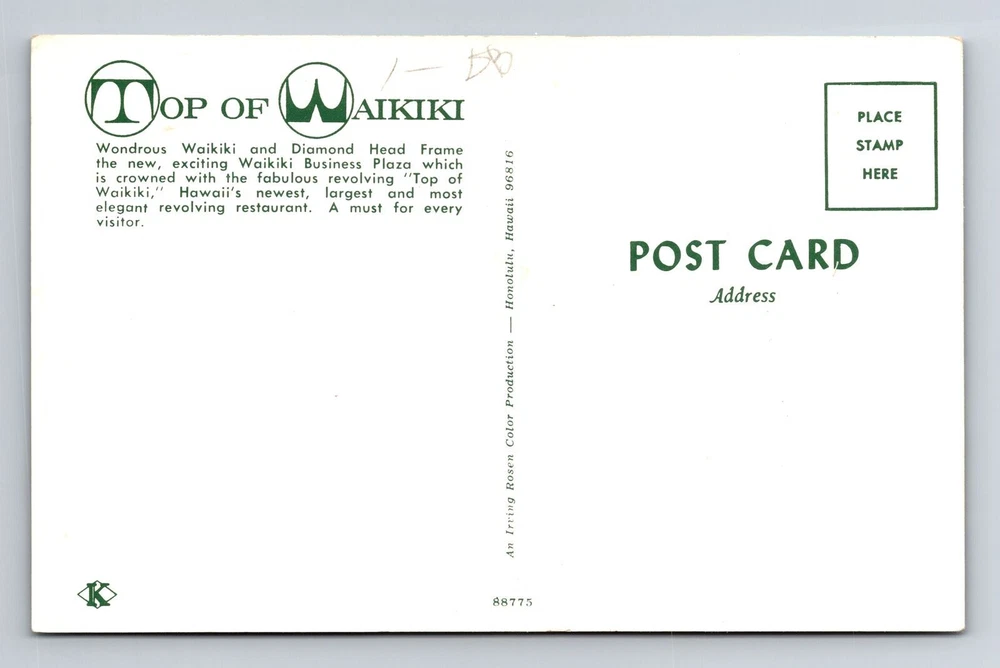 TOP OF WAIKIKI
Wondrous Waikiki and Diamond Head Frame
the new, exciting Waikiki Business Plaza which
is crowned with the fabulous revolving "Top of
Waikiki," Hawaii's newest, largest and most
elegant revolving restaurant. A must for every
visitor.
An Irving Rosen Color Production — Honolulu, Hawaii 96816
88775
K
PLACE
STAMP
HERE
POST CARD
Address